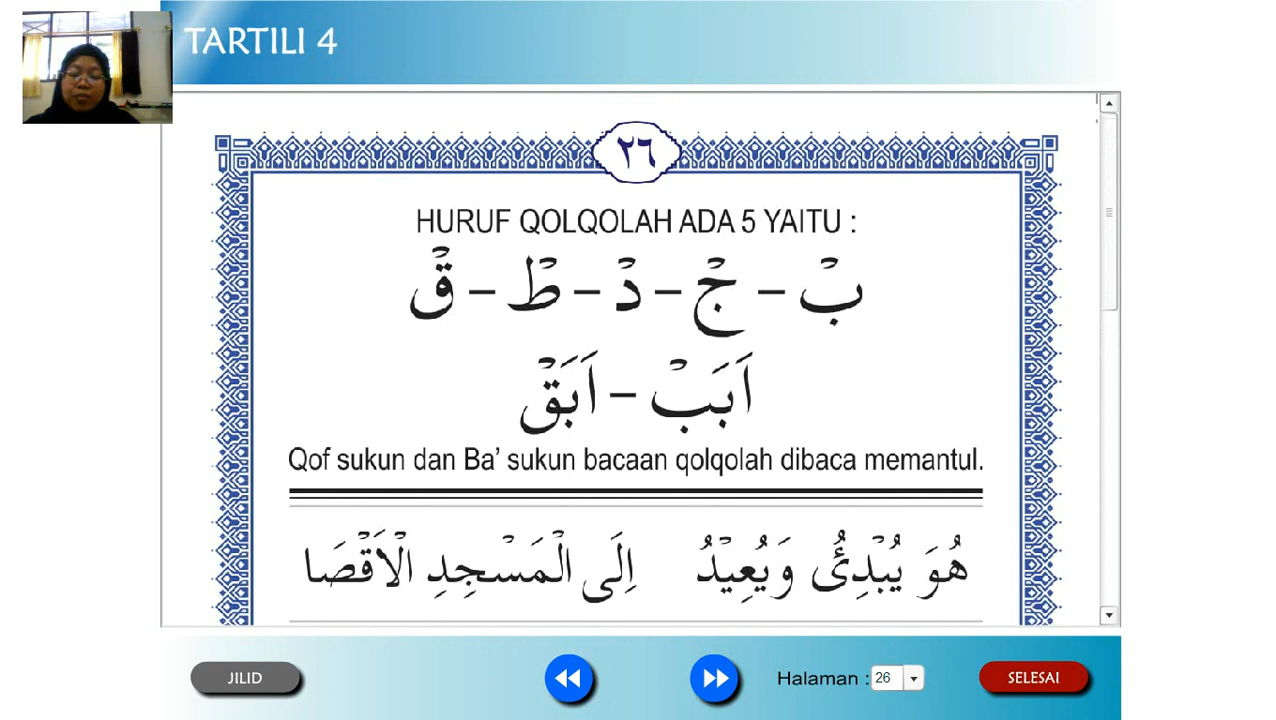 TARTILI 4
٢٦
HURUF QOLQOLAH ADA 5 YAITU :
بْ – جْ – دْ – طْ – قْ
اَبَبْ – اَبَقْ
Qof sukun dan Ba’ sukun bacaan qolqolah dibaca memantul.
هُوَ يُبْدِئُ وَيُعِيْدُ اِلَى الْمَسْجِدِ الْاَقْصَا
JILID
Halaman : 26
SELESAI